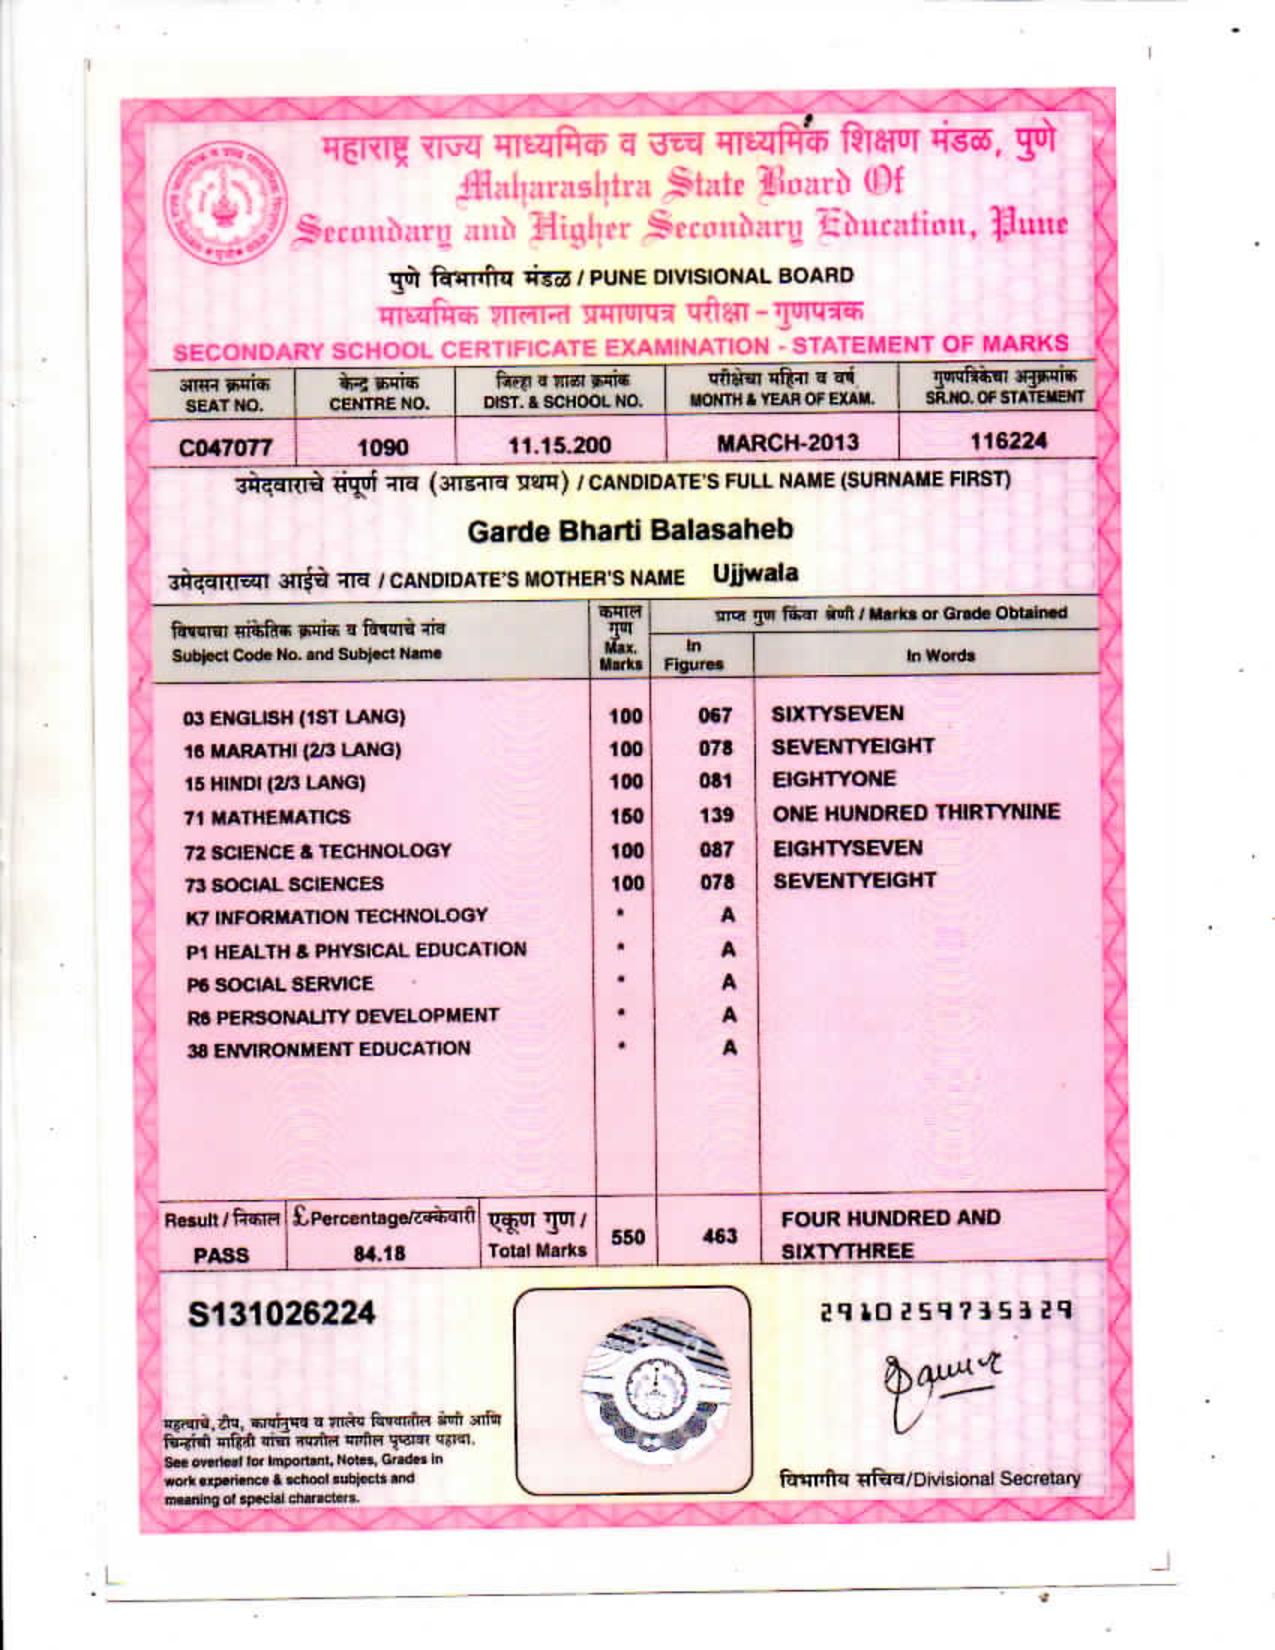 महाराष्ट्र राज्य माध्यमिक व उच्च माध्यमिक शिक्षण मंडळ, पुणे
Maharashtra State Board Of
Secondary and Higher Secondary Education, Pune
पुणे विभागीय मंडळ / PUNE DIVISIONAL BOARD
माध्यमिक शालान्त प्रमाणपत्र परीक्षा – गुणपत्रक
SECONDARY SCHOOL CERTIFICATE EXAMINATION - STATEMENT OF MARKS
आसन क्रमांक केन्द्र क्रमांक जिल्हा व शाळा क्रमांक परीक्षेचा महिना व वर्ष गुणपत्रिकेचा अनुक्रमांक
SEAT NO. CENTRE NO. DIST. & SCHOOL NO. MONTH & YEAR OF EXAM. SR.NO. OF STATEMENT
C047077 1090 11.15.200 MARCH-2013 116224
उमेदवाराचे संपूर्ण नाव (आडनाव प्रथम) / CANDIDATE'S FULL NAME (SURNAME FIRST)
Garde Bharti Balasaheb
उमेदवाराच्या आईचे नाव / CANDIDATE'S MOTHER'S NAME Ujjwala
विषयाचा सांकेतिक क्रमांक व विषयाचे नांव
Subject Code No. and Subject Name
कमाल
गुण
Max.
Marks
प्राप्त गुण किंवा श्रेणी / Marks or Grade Obtained
In
Figures
In Words
03 ENGLISH (1ST LANG) 100 067 SIXTYSEVEN
16 MARATHI (2/3 LANG) 100 078 SEVENTYEIGHT
15 HINDI (2/3 LANG) 100 081 EIGHTYONE
71 MATHEMATICS 150 139 ONE HUNDRED THIRTYNINE
72 SCIENCE & TECHNOLOGY 100 087 EIGHTYSEVEN
73 SOCIAL SCIENCES 100 078 SEVENTYEIGHT
K7 INFORMATION TECHNOLOGY * A
P1 HEALTH & PHYSICAL EDUCATION * A
P6 SOCIAL SERVICE * A
R6 PERSONALITY DEVELOPMENT * A
38 ENVIRONMENT EDUCATION * A
Result / निकाल £ Percentage/टक्केवारी एकूण गुण /
PASS 84.18 Total Marks 550 463
FOUR HUNDRED AND
SIXTYTHREE
S131026224
2910259735329
महत्वाचे, टीप, कार्यानुभव व शालेय विषयातील श्रेणी आणि
चिन्हांची माहिती यांचा तपशील मागील पृष्ठावर पहावा.
See overleaf for Important, Notes, Grades in
work experience & school subjects and
meaning of special characters.
विभागीय सचिव/Divisional Secretary